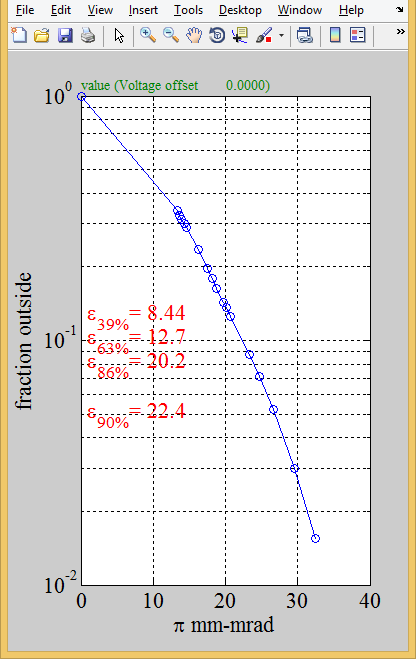 File Edit View Insert Tools Desktop Window Help
value (Voltage offset 0.0000)
10^0
ε39% = 8.44
10^-1
ε63% = 12.7
ε86% = 20.2
ε90% = 22.4
fraction outside
10^-2
0 10 20 30 40
π mm-mrad